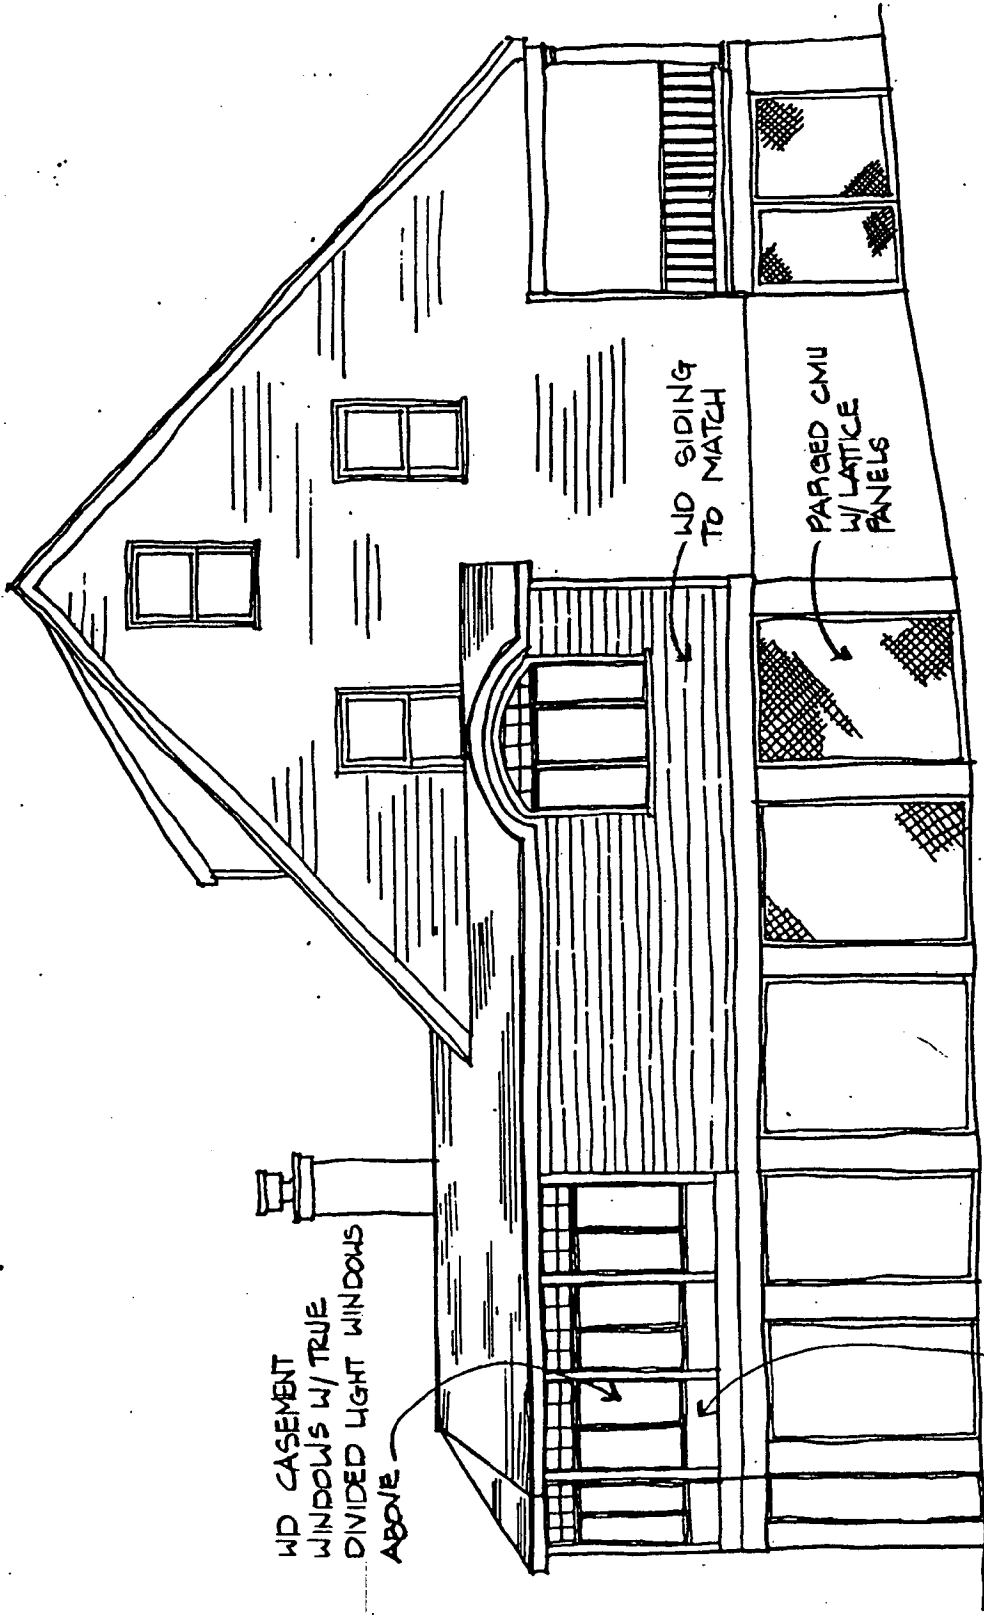 WD CASEMENT
WINDOWS W/ TRUE
DIVIDED LIGHT WINDOWS
ABOVE
WD SIDING
TO MATCH
PARGED CMU
W/ LATTICE
PANELS